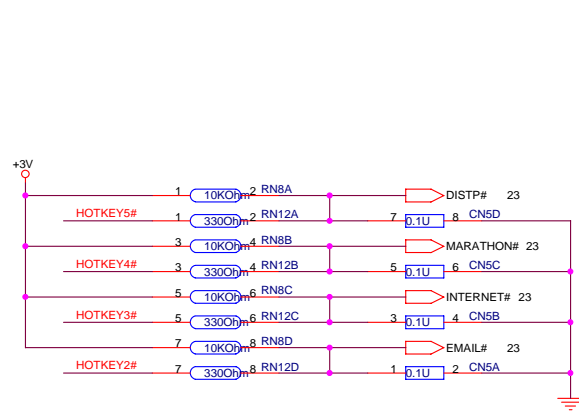 +3V
1 10KOhm 2 RN8A DISTP# 23
HOTKEY5# 1 330Ohm 2 RN12A 7 0.1U 8 CN5D
3 10KOhm 4 RN8B MARATHON# 23
HOTKEY4# 3 330Ohm 4 RN12B 5 0.1U 6 CN5C
5 10KOhm 6 RN8C INTERNET# 23
HOTKEY3# 5 330Ohm 6 RN12C 3 0.1U 4 CN5B
7 10KOhm 8 RN8D EMAIL# 23
HOTKEY2# 7 330Ohm 8 RN12D 1 0.1U 2 CN5A